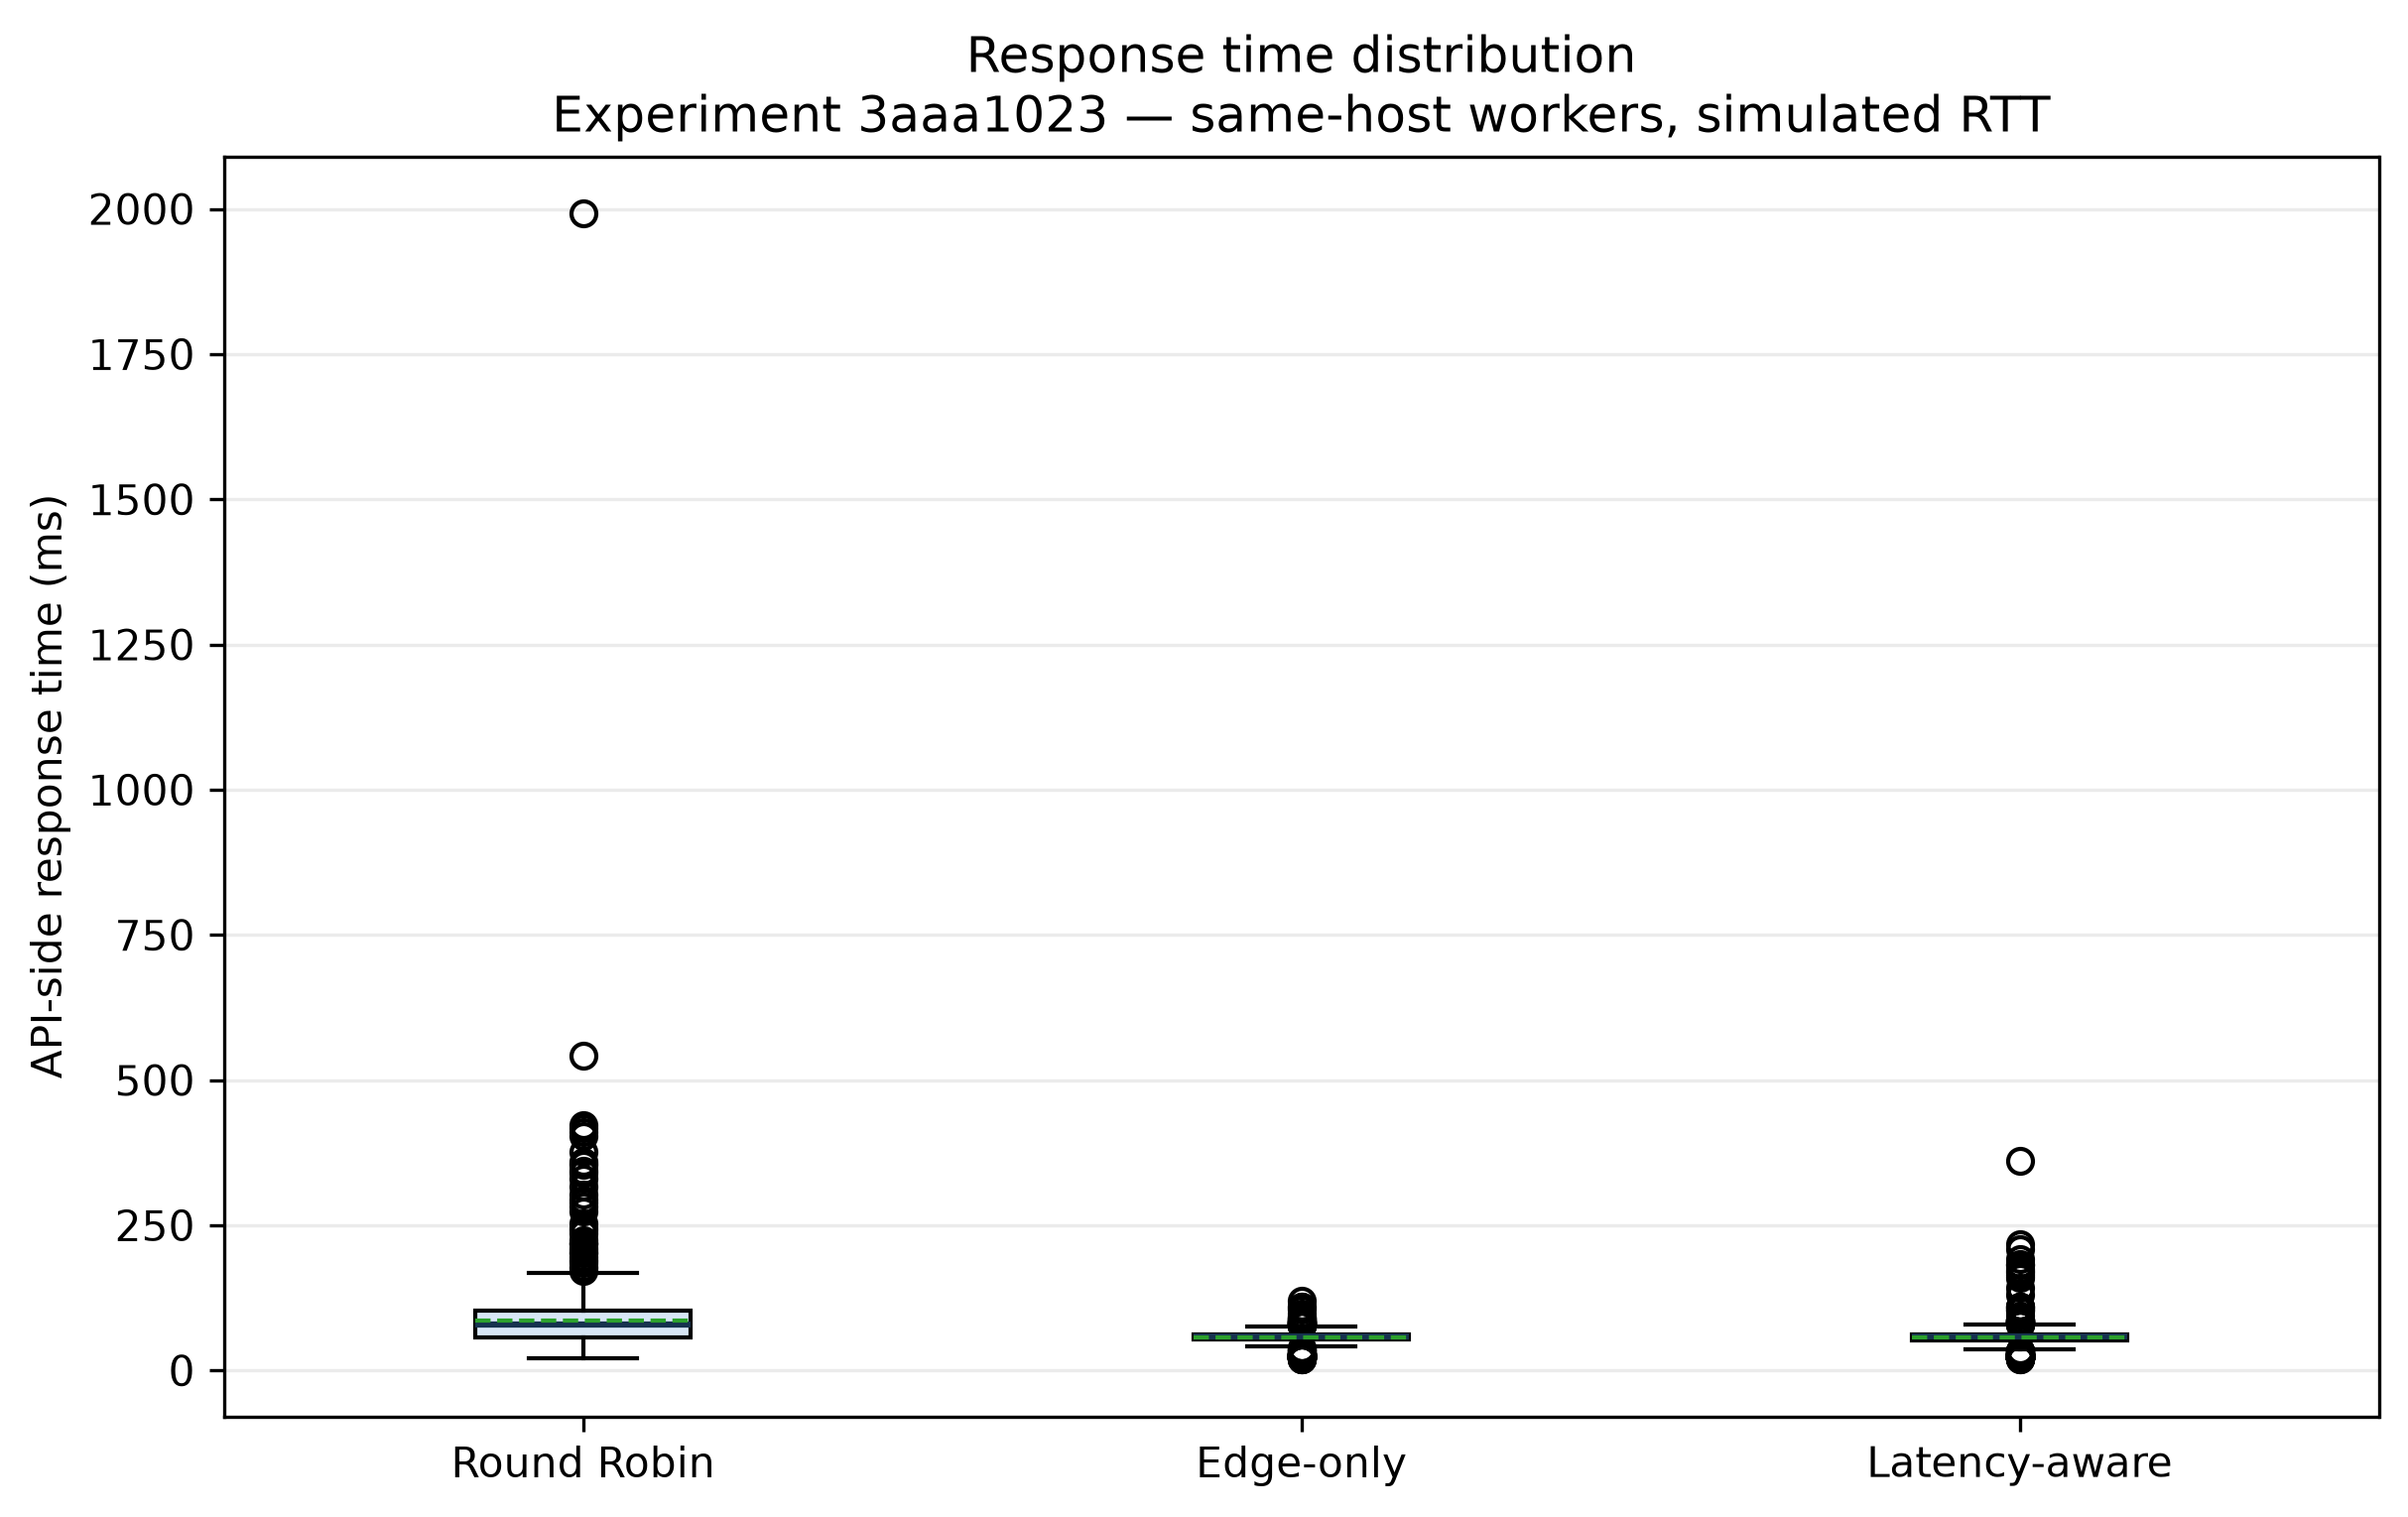 Response time distribution
Experiment 3aaa1023 — same-host workers, simulated RTT
API-side response time (ms)
2000
1750
1500
1250
1000
750
500
250
0
Round Robin
Edge-only
Latency-aware